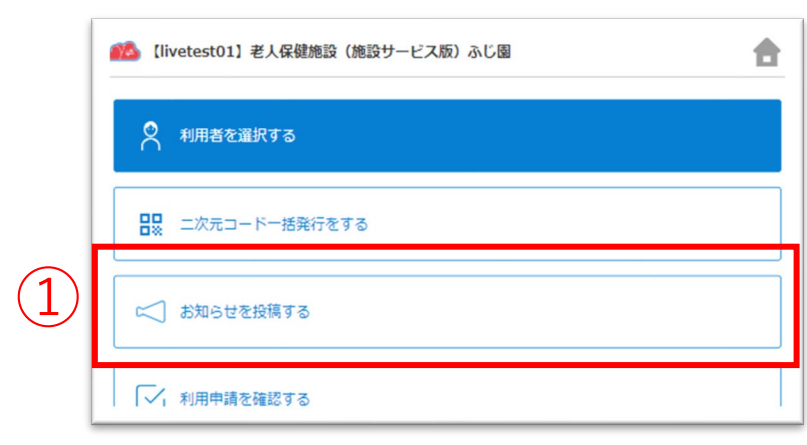 【livetest01】老人保健施設（施設サービス版）ふじ園
利用者を選択する
二次元コード一括発行をする
①
お知らせを投稿する
利用申請を確認する